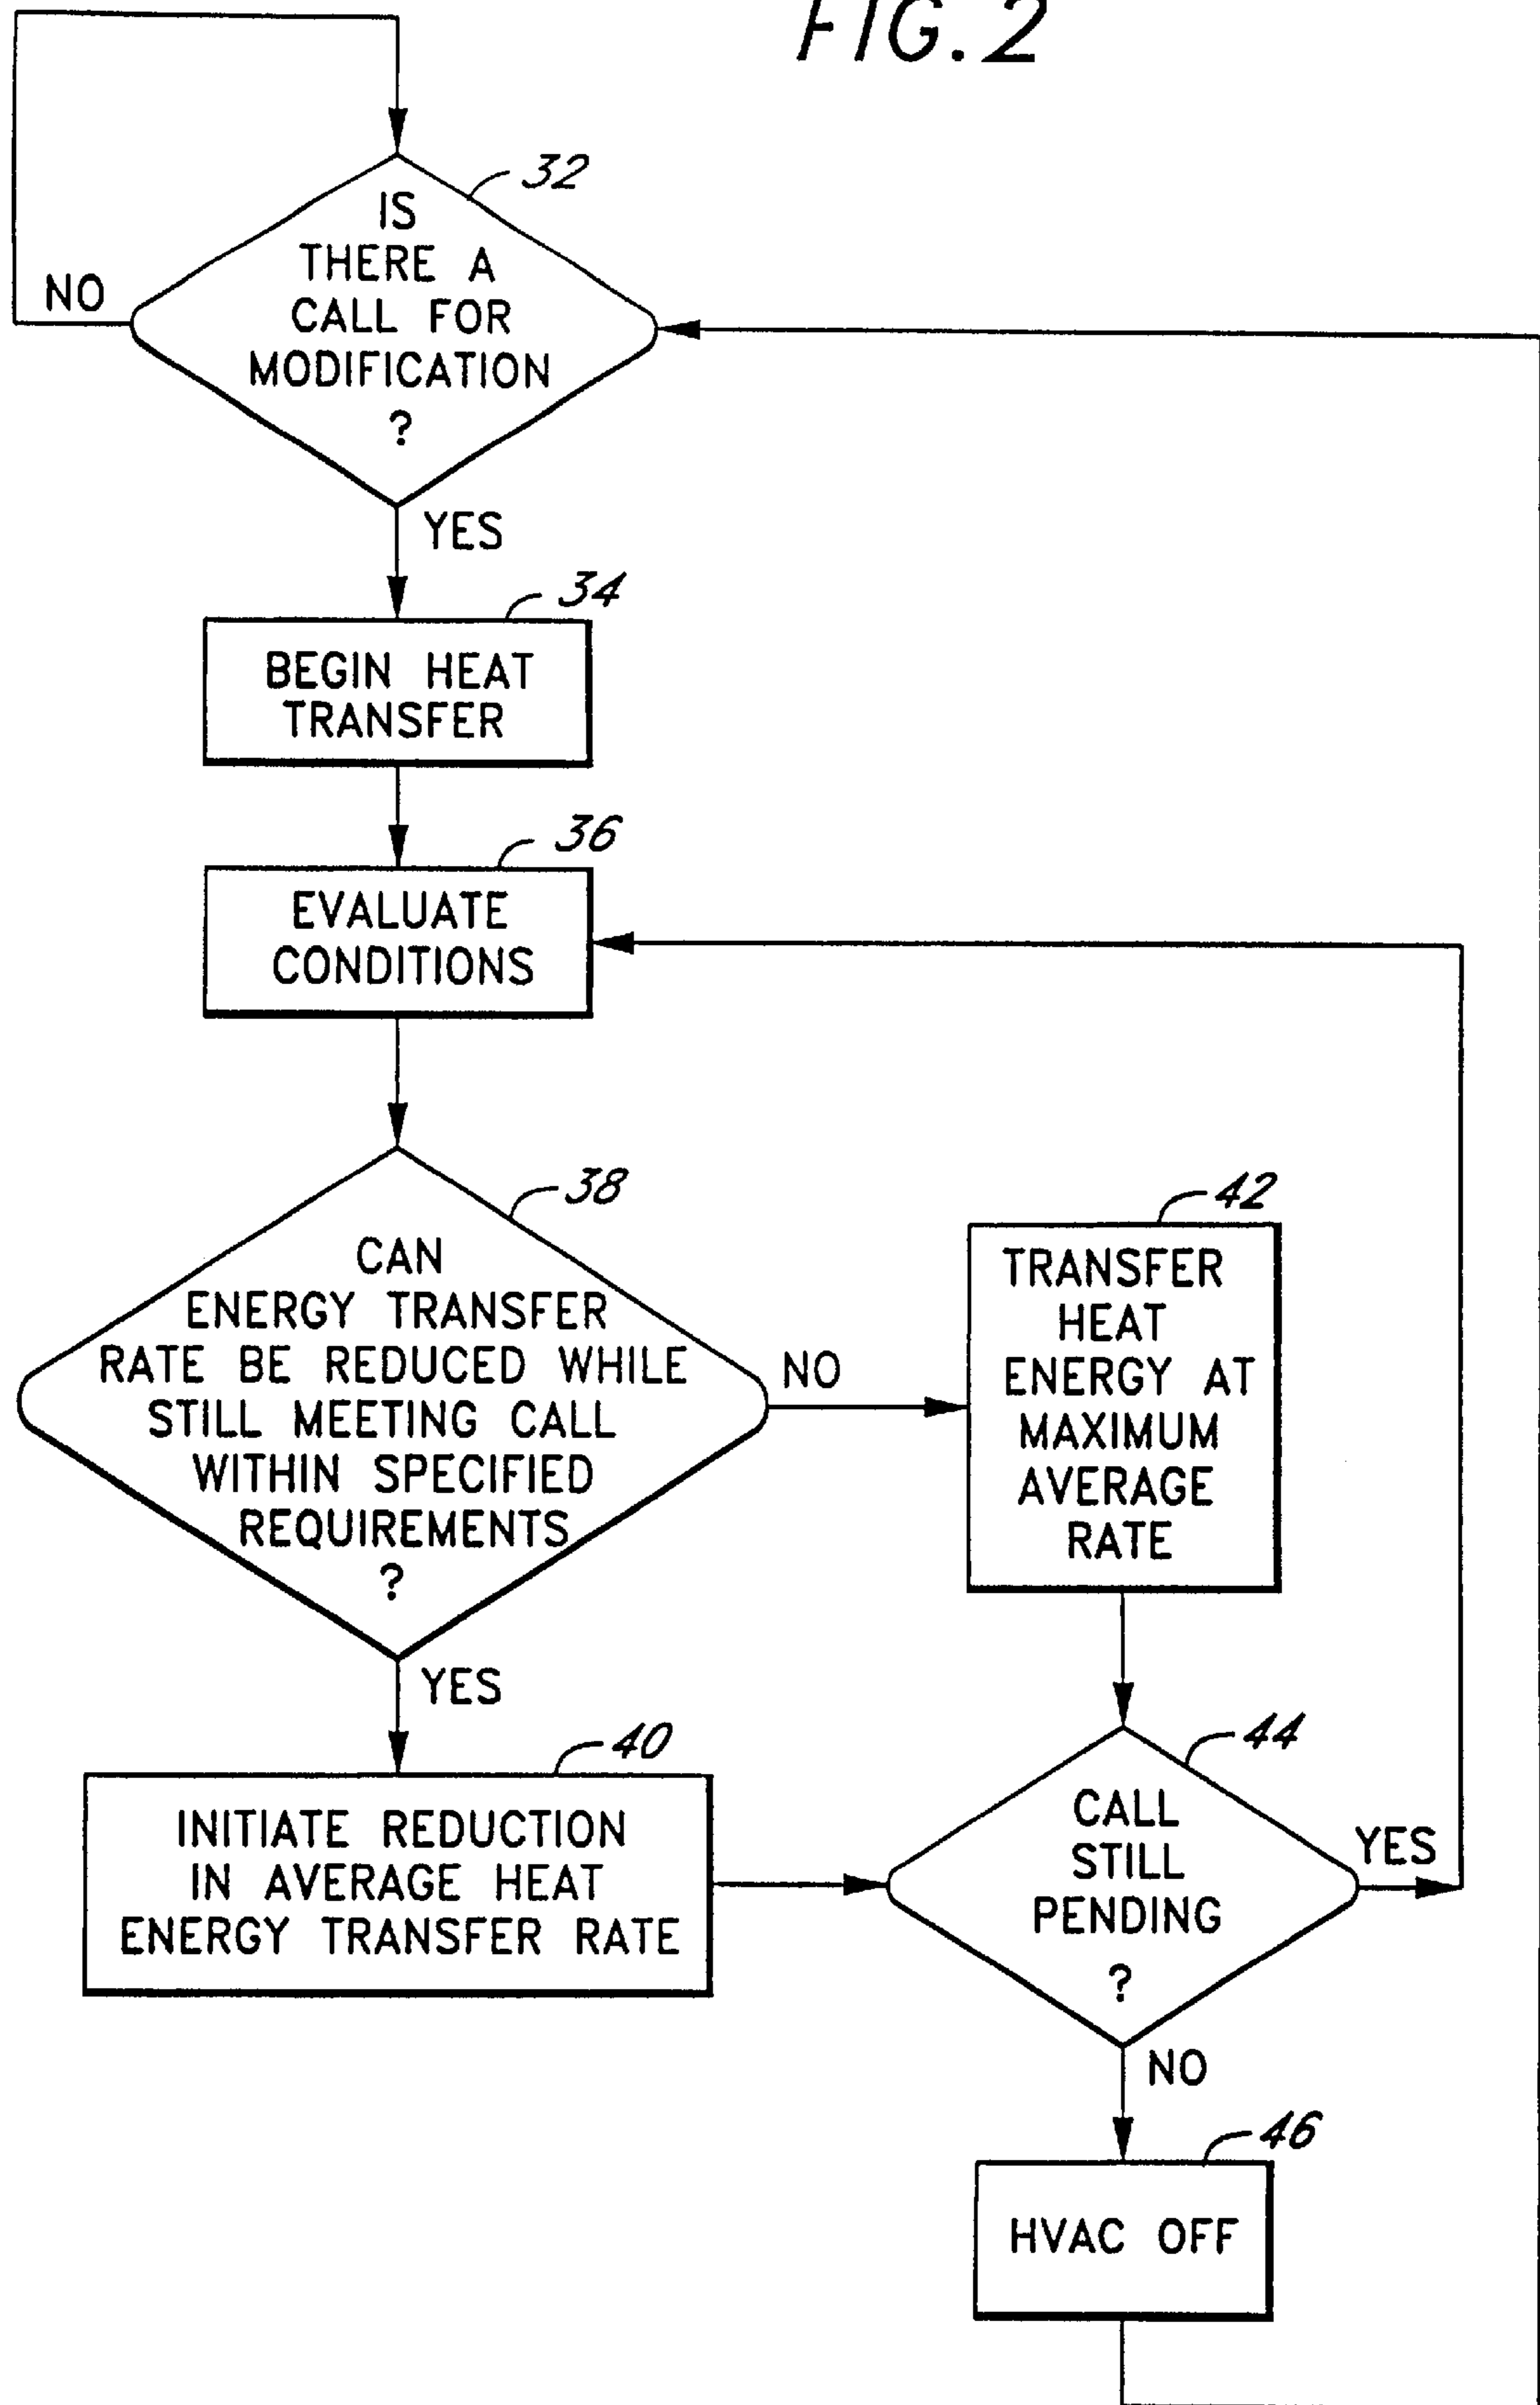 FIG. 2
32
IS
THERE A
CALL FOR
MODIFICATION
?
NO
YES
34
BEGIN HEAT
TRANSFER
36
EVALUATE
CONDITIONS
38
CAN
ENERGY TRANSFER
RATE BE REDUCED WHILE
STILL MEETING CALL
WITHIN SPECIFIED
REQUIREMENTS
?
NO
YES
42
TRANSFER
HEAT
ENERGY AT
MAXIMUM
AVERAGE
RATE
40
INITIATE REDUCTION
IN AVERAGE HEAT
ENERGY TRANSFER RATE
44
CALL
STILL
PENDING
?
YES
NO
46
HVAC OFF